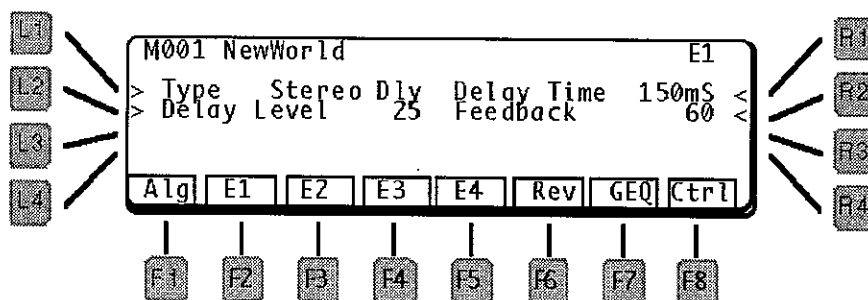 L1
R1
M001 NewWorld E1
L2
R2
> Type Stereo Dly Delay Time 150mS <
> Delay Level 25 Feedback 60 <
L3
R3
L4
R4
Alg E1 E2 E3 E4 Rev GEQ Ctrl
F1 F2 F3 F4 F5 F6 F7 F8